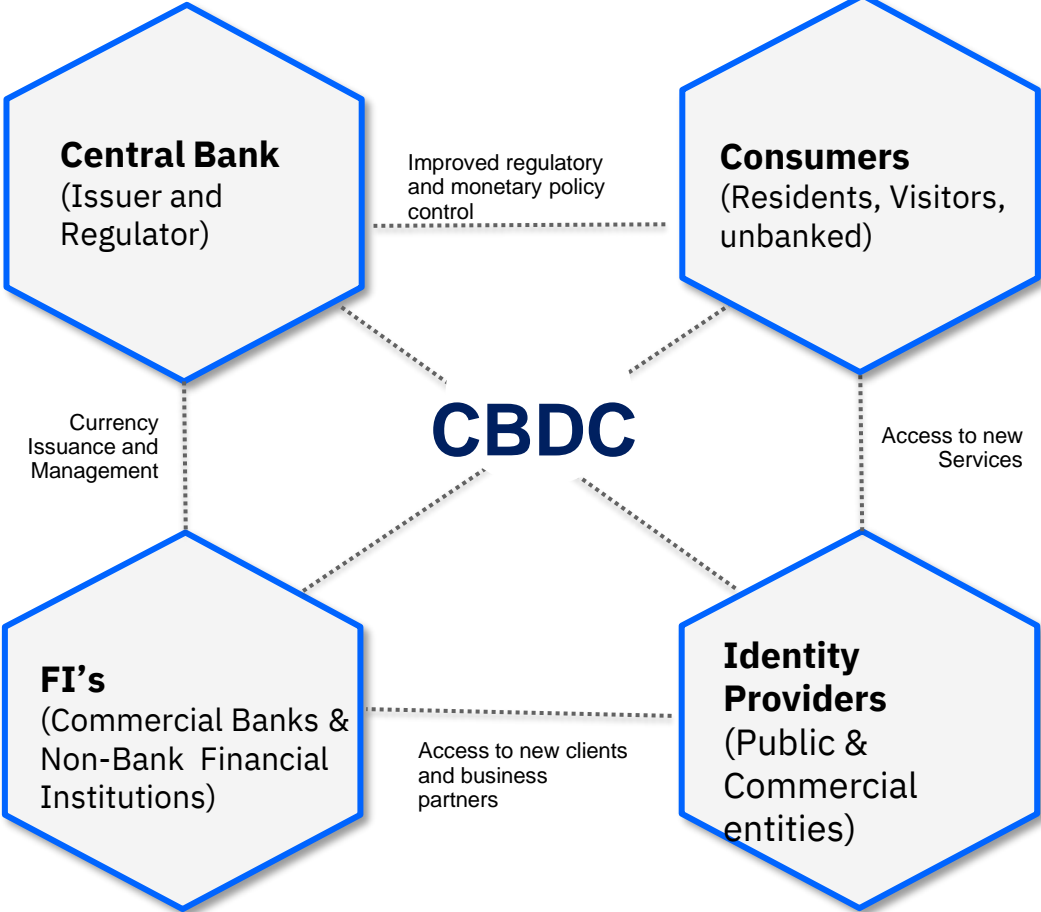 Central Bank
(Issuer and
Regulator)
Improved regulatory
and monetary policy
control
Consumers
(Residents, Visitors,
unbanked)
CBDC
Currency
Issuance and
Management
Access to new
Services
FI’s
(Commercial Banks &
Non-Bank  Financial
Institutions)
Access to new clients
and business
partners
Identity
Providers
(Public &
Commercial
entities)